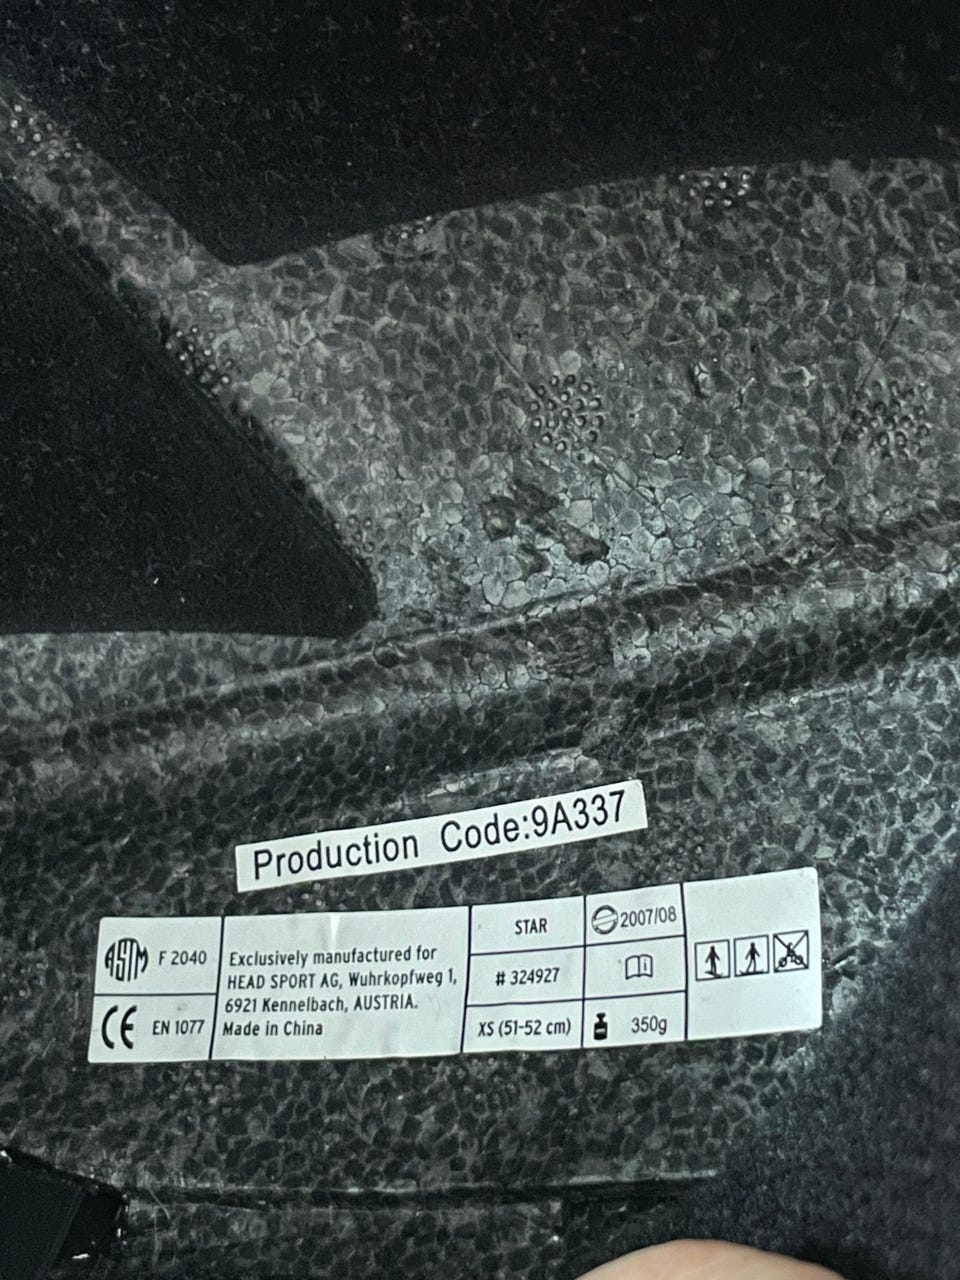 Production Code:9A337
ASTM F 2040
CE EN 1077
Exclusively manufactured for
HEAD SPORT AG, Wuhrkopfweg 1,
6921 Kennelbach, AUSTRIA.
Made in China
STAR
# 324927
XS (51-52 cm)
2007/08
350g